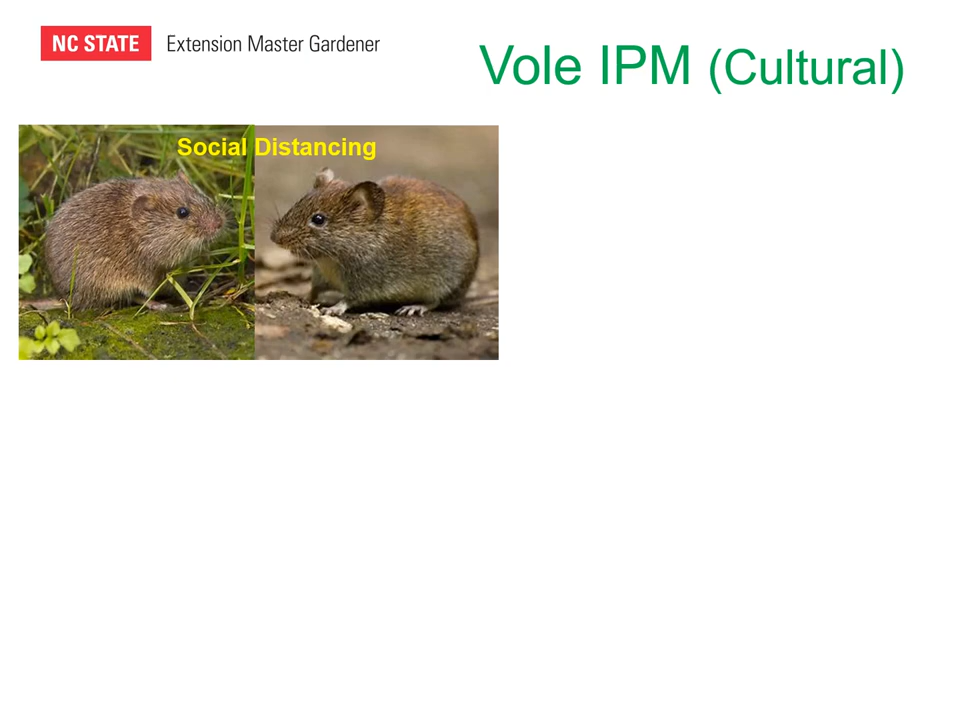 NC STATE Extension Master Gardener
Vole IPM (Cultural)
Social Distancing